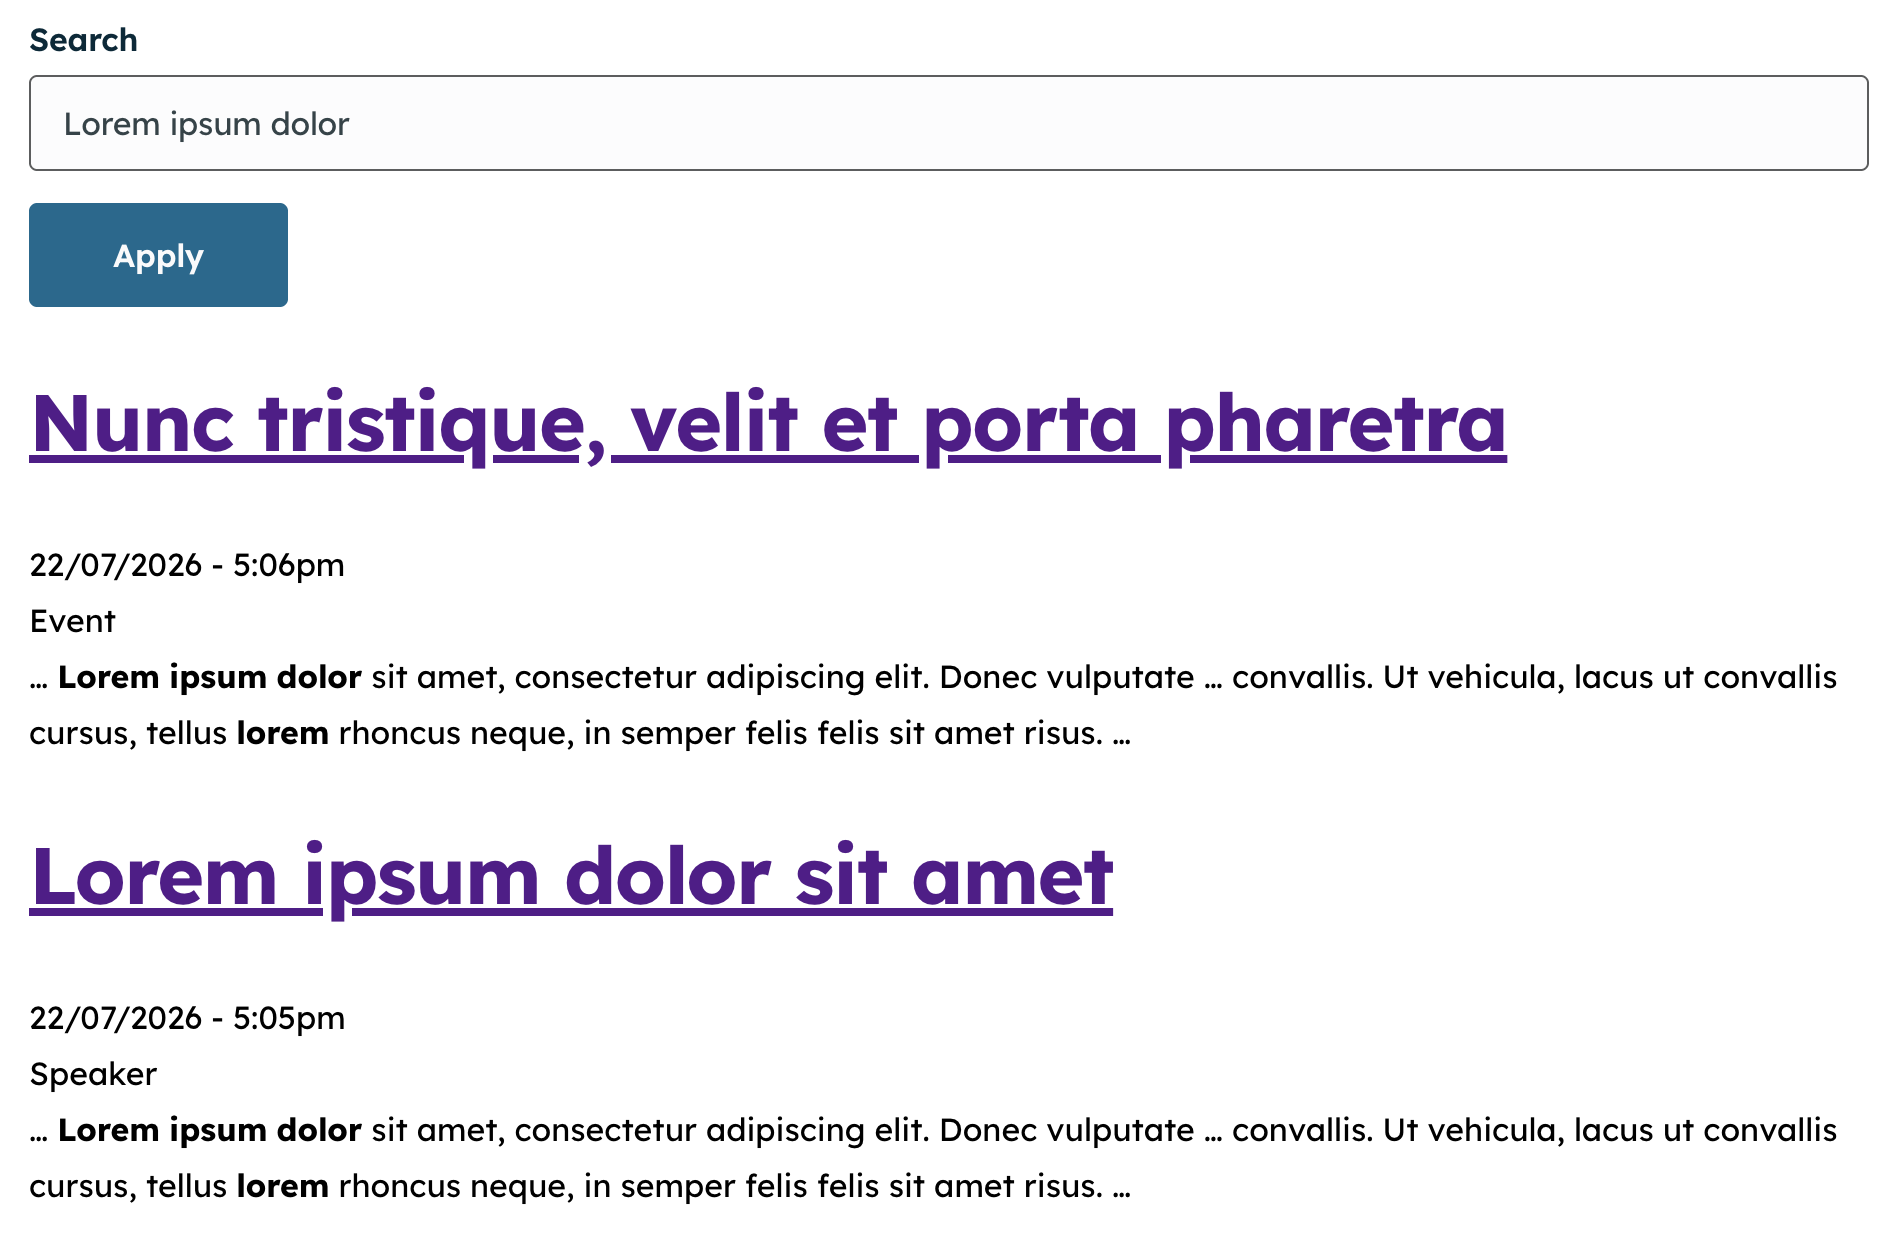 Search
Lorem ipsum dolor
Apply
Nunc tristique, velit et porta pharetra
22/07/2026 - 5:06pm
Event
… Lorem ipsum dolor sit amet, consectetur adipiscing elit. Donec vulputate … convallis. Ut vehicula, lacus ut convallis
cursus, tellus lorem rhoncus neque, in semper felis felis sit amet risus. …
Lorem ipsum dolor sit amet
22/07/2026 - 5:05pm
Speaker
… Lorem ipsum dolor sit amet, consectetur adipiscing elit. Donec vulputate … convallis. Ut vehicula, lacus ut convallis
cursus, tellus lorem rhoncus neque, in semper felis felis sit amet risus. …